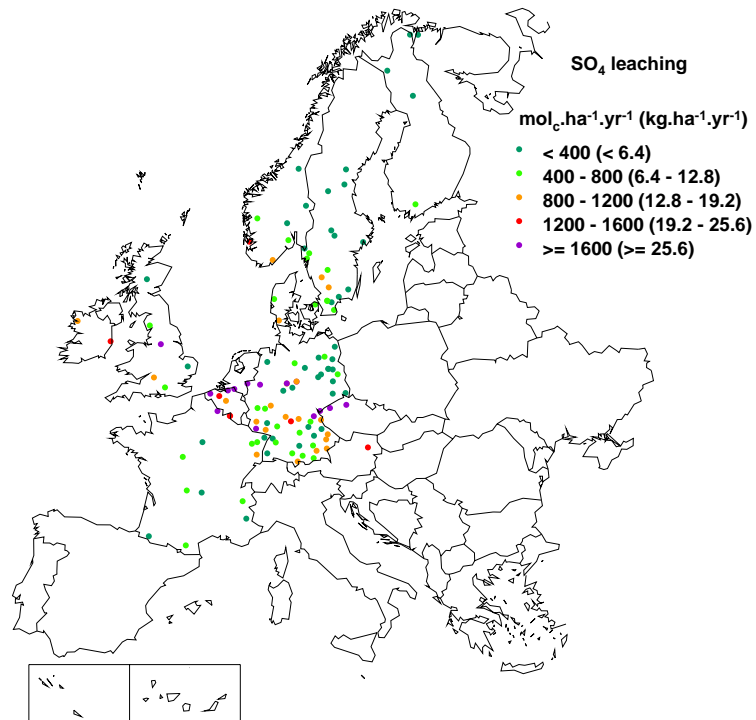 SO₄ leaching
mol_c.ha⁻¹.yr⁻¹ (kg.ha⁻¹.yr⁻¹)
< 400 (< 6.4)
400 - 800 (6.4 - 12.8)
800 - 1200 (12.8 - 19.2)
1200 - 1600 (19.2 - 25.6)
>= 1600 (>= 25.6)